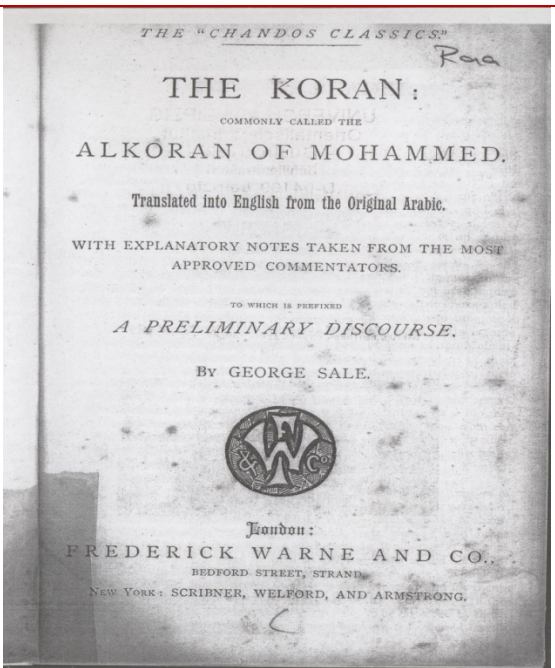 THE "CHANDOS CLASSICS."
THE KORAN:
COMMONLY CALLED THE
ALKORAN OF MOHAMMED.
Translated into English from the Original Arabic.
WITH EXPLANATORY NOTES TAKEN FROM THE MOST
APPROVED COMMENTATORS.
TO WHICH IS PREFIXED
A PRELIMINARY DISCOURSE.
BY GEORGE SALE.
FW & Co
London:
FREDERICK WARNE AND CO.,
BEDFORD STREET, STRAND.
NEW YORK: SCRIBNER, WELFORD, AND ARMSTRONG.